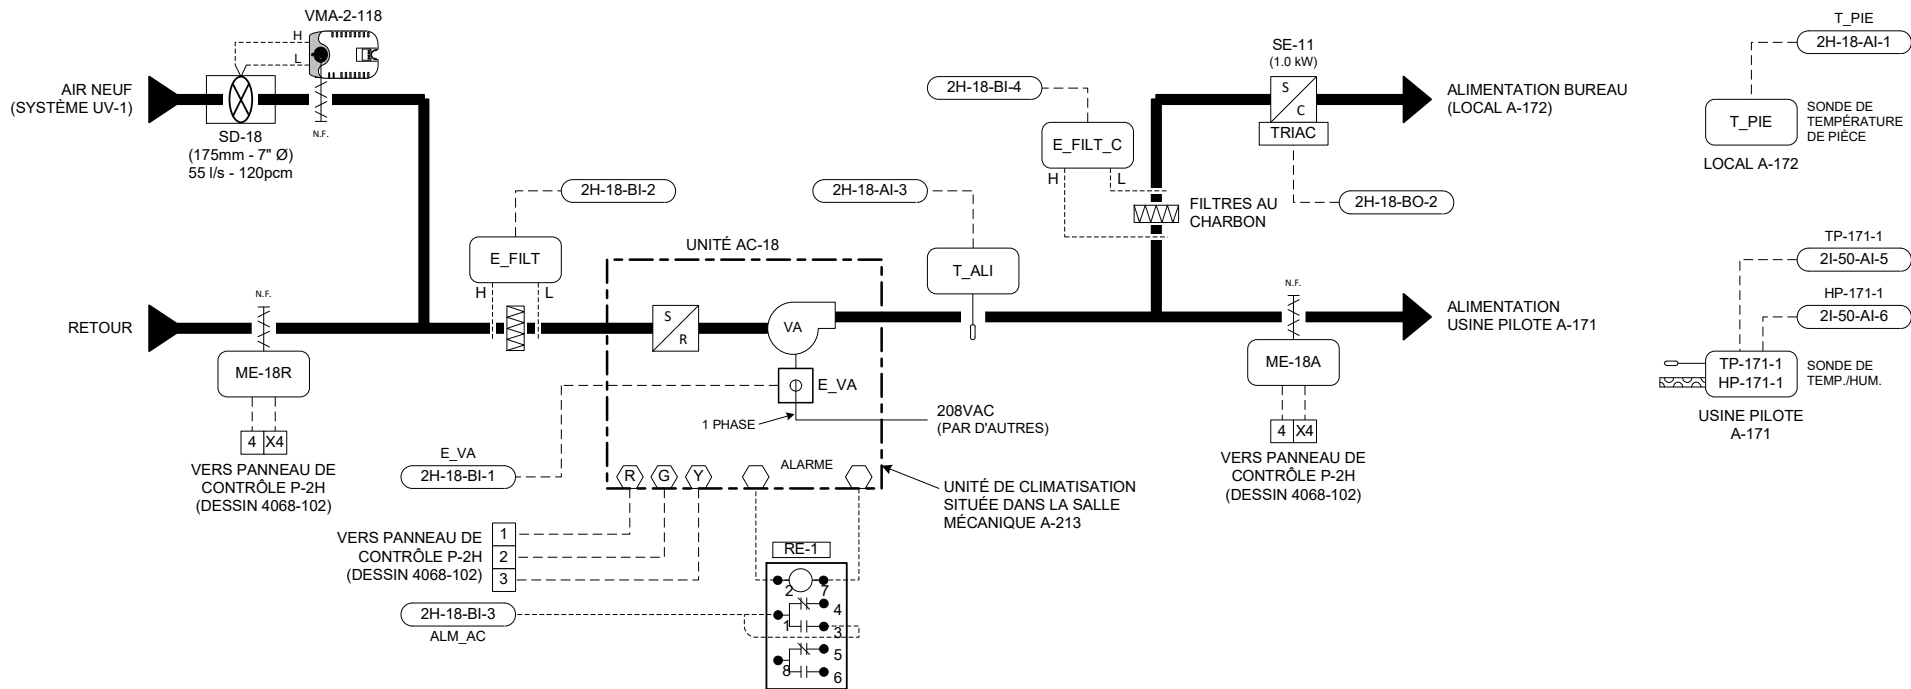 VMA-2-118
H
L
AIR NEUF
(SYSTÈME UV-1)
N.F.
SD-18
(175mm - 7" Ø)
55 l/s - 120pcm
2H-18-BI-2
E_FILT
H
L
RETOUR
N.F.
ME-18R
4 X4
VERS PANNEAU DE
CONTRÔLE P-2H
(DESSIN 4068-102)
UNITÉ AC-18
S
R
VA
E_VA
1 PHASE
208VAC
(PAR D'AUTRES)
E_VA
2H-18-BI-1
R G Y
ALARME
UNITÉ DE CLIMATISATION
SITUÉE DANS LA SALLE
MÉCANIQUE A-213
VERS PANNEAU DE
CONTRÔLE P-2H
(DESSIN 4068-102)
1
2
3
2H-18-BI-3
ALM_AC
RE-1
2 7
4
1 3
5
8 6
2H-18-AI-3
T_ALI
2H-18-BI-4
E_FILT_C
H
L
FILTRES AU
CHARBON
SE-11
(1.0 kW)
S
C
TRIAC
2H-18-BO-2
ALIMENTATION BUREAU
(LOCAL A-172)
N.F.
ME-18A
4 X4
VERS PANNEAU DE
CONTRÔLE P-2H
(DESSIN 4068-102)
ALIMENTATION
USINE PILOTE A-171
T_PIE
2H-18-AI-1
T_PIE
SONDE DE
TEMPÉRATURE
DE PIÈCE
LOCAL A-172
TP-171-1
2I-50-AI-5
HP-171-1
2I-50-AI-6
TP-171-1
HP-171-1
SONDE DE
TEMP./HUM.
USINE PILOTE
A-171